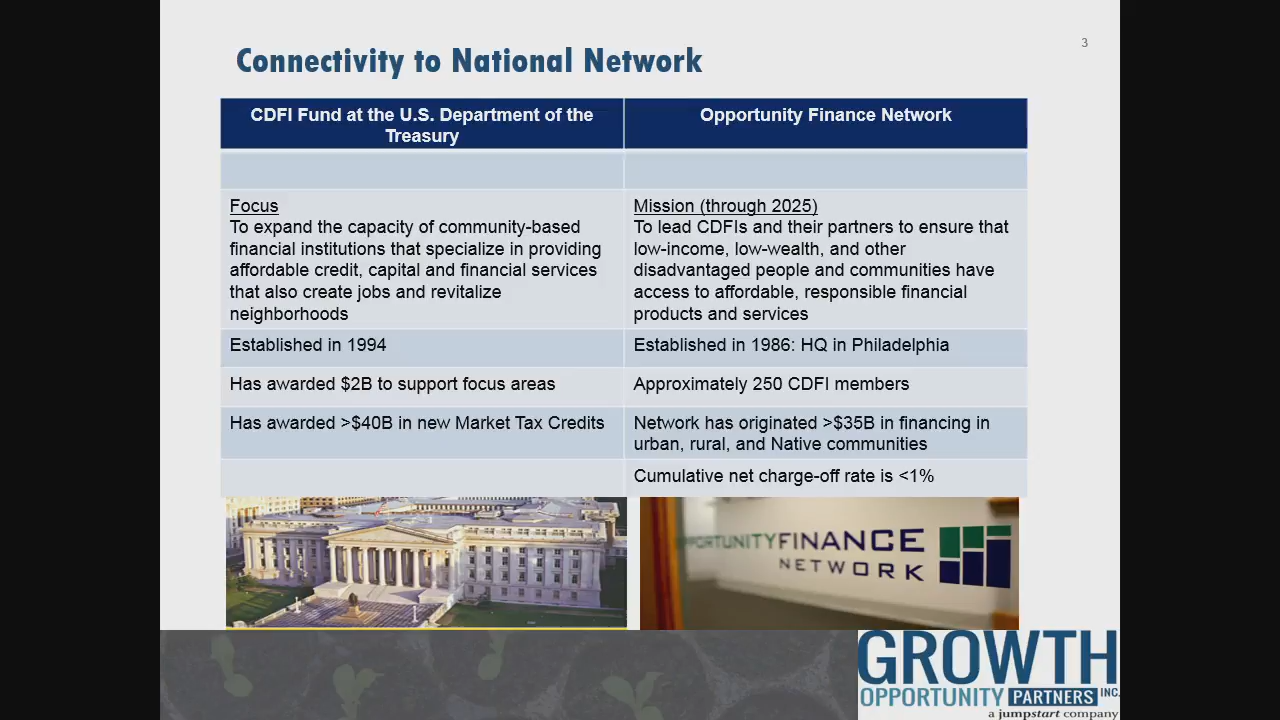 3
Connectivity to National Network
CDFI Fund at the U.S. Department of the
Treasury
Opportunity Finance Network
Focus
To expand the capacity of community-based
financial institutions that specialize in providing
affordable credit, capital and financial services
that also create jobs and revitalize
neighborhoods
Mission (through 2025)
To lead CDFIs and their partners to ensure that
low-income, low-wealth, and other
disadvantaged people and communities have
access to affordable, responsible financial
products and services
Established in 1994
Established in 1986: HQ in Philadelphia
Has awarded $2B to support focus areas
Approximately 250 CDFI members
Has awarded >$40B in new Market Tax Credits
Network has originated >$35B in financing in
urban, rural, and Native communities
Cumulative net charge-off rate is <1%
OPPORTUNITYFINANCE
NETWORK
GROWTH
OPPORTUNITY PARTNERS INC.
a jumpstart company